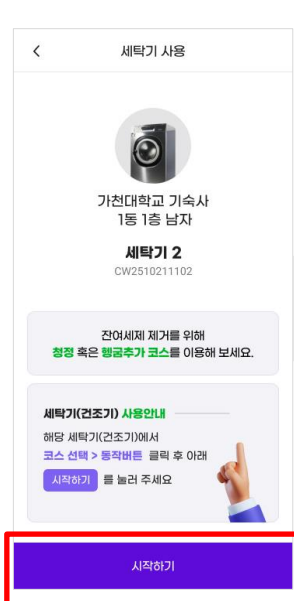 세탁기 사용
가천대학교 기숙사
1동 1층 남자
세탁기 2
CW2510211102
잔여세제 제거를 위해
청정 혹은 헹굼추가 코스를 이용해 보세요.
세탁기(건조기) 사용안내
해당 세탁기(건조기)에서
코스 선택 > 동작버튼 클릭 후 아래
시작하기 를 눌러 주세요
시작하기